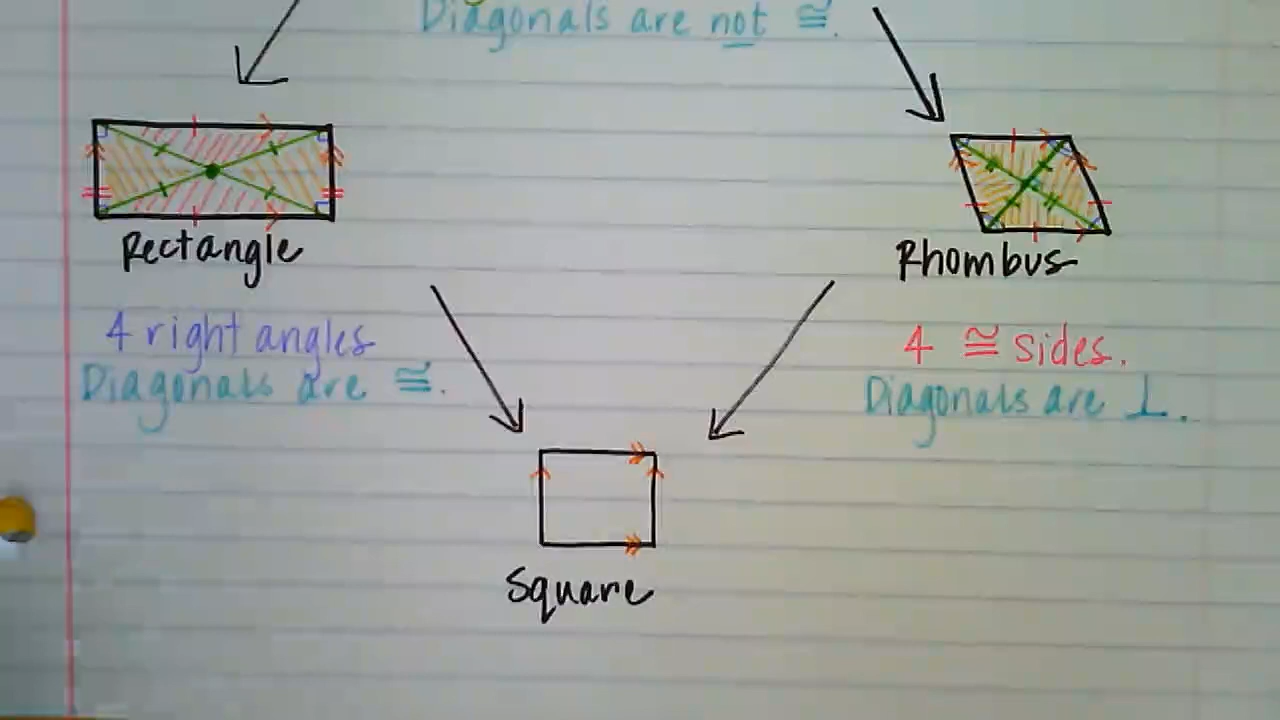 Diagonals are not ≅.
Rectangle
Rhombus
4 right angles
Diagonals are ≅.
4 ≅ sides.
Diagonals are ⊥.
Square